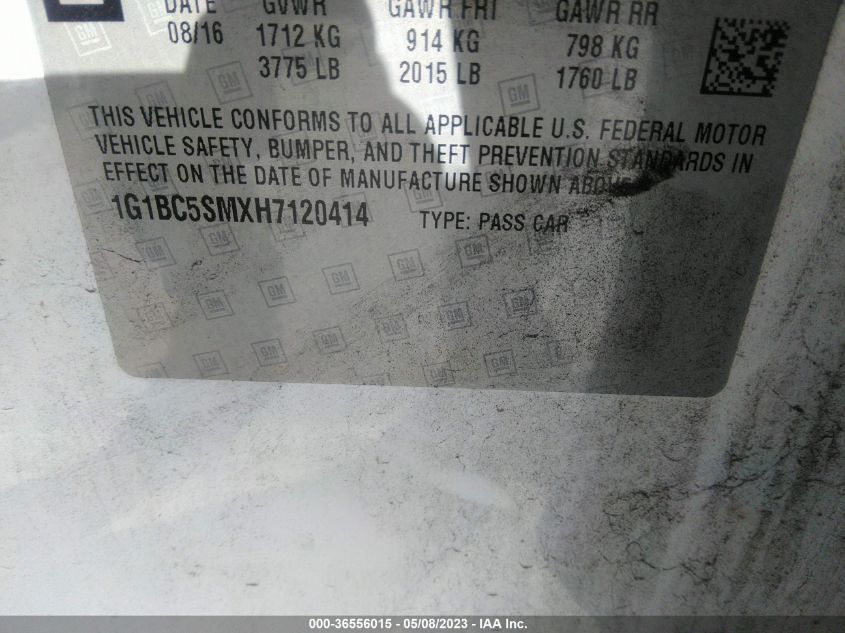 DATE GVWR GAWR FRT GAWR RR
08/16 1712 KG 914 KG 798 KG
3775 LB 2015 LB 1760 LB
THIS VEHICLE CONFORMS TO ALL APPLICABLE U.S. FEDERAL MOTOR
VEHICLE SAFETY, BUMPER, AND THEFT PREVENTION STANDARDS IN
EFFECT ON THE DATE OF MANUFACTURE SHOWN ABOVE.
1G1BC5SMXH7120414 TYPE: PASS CAR
000-36556015 - 05/08/2023 - IAA Inc.